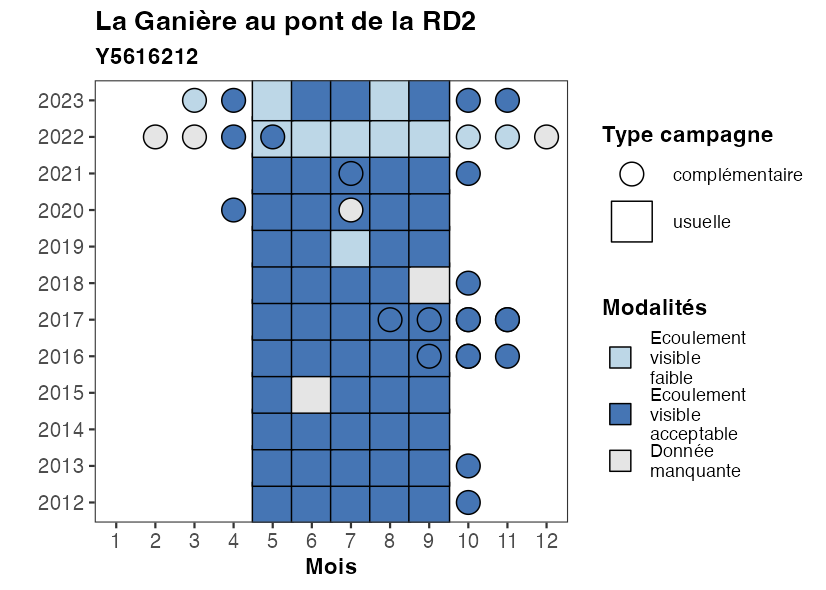 La Ganière au pont de la RD2
Y5616212
2023
2022
2021
2020
2019
2018
2017
2016
2015
2014
2013
2012
1 2 3 4 5 6 7 8 9 10 11 12
Mois
Type campagne
complémentaire
usuelle
Modalités
Ecoulement
visible
faible
Ecoulement
visible
acceptable
Donnée
manquante